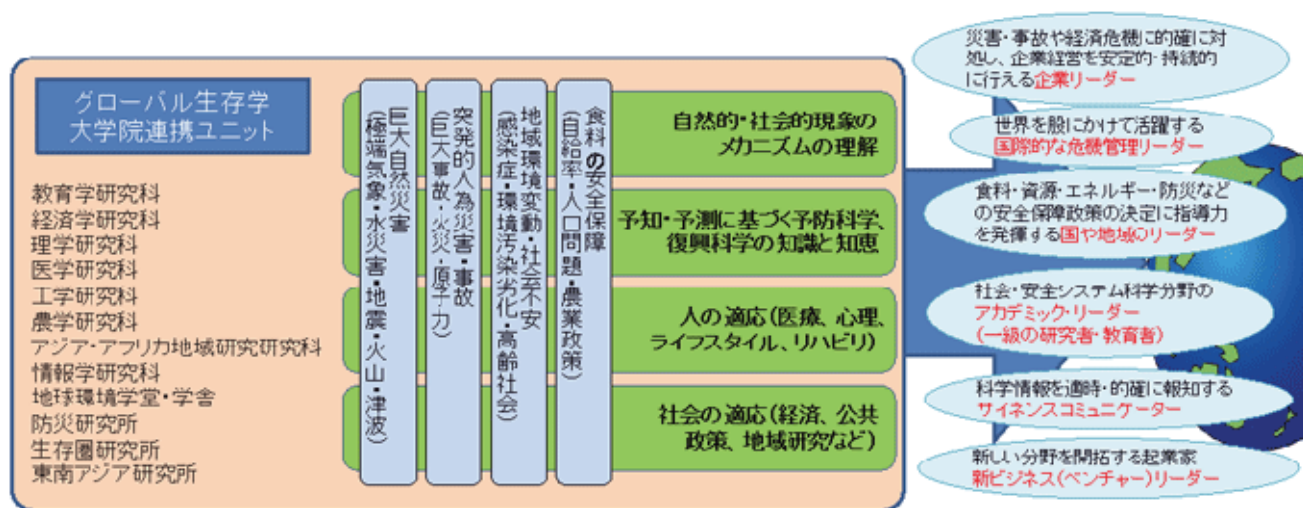 グローバル生存学
大学院連携ユニット
教育学研究科
経済学研究科
理学研究科
医学研究科
工学研究科
農学研究科
アジア・アフリカ地域研究研究科
情報学研究科
地球環境学堂・学舎
防災研究所
生存圏研究所
東南アジア研究所
巨大自然災害
(極端気象・水災害・地震・火山・津波)
突発的人為災害・事故
(巨大事故・火災・原子力)
地域環境変動・社会不安
(感染症・環境汚染劣化・高齢社会)
食料の安全保障
(自給率・人口問題・農業政策)
自然的・社会的現象の
メカニズムの理解
予知・予測に基づく予防科学、
復興科学の知識と知恵
人の適応(医療、心理、
ライフスタイル、リハビリ)
社会の適応(経済、公共
政策、地域研究など)
災害・事故や経済危機に的確に対
処し、企業経営を安定的・持続的
に行える企業リーダー
世界を股にかけて活躍する
国際的な危機管理リーダー
食料・資源・エネルギー・防災など
の安全保障政策の決定に指導力
を発揮する国や地域のリーダー
社会・安全システム科学分野の
アカデミック・リーダー
(一級の研究者・教育者)
科学情報を適時・的確に報知する
サイネンスコミュニケーター
新しい分野を開拓する起業家
新ビジネス(ベンチャー)リーダー